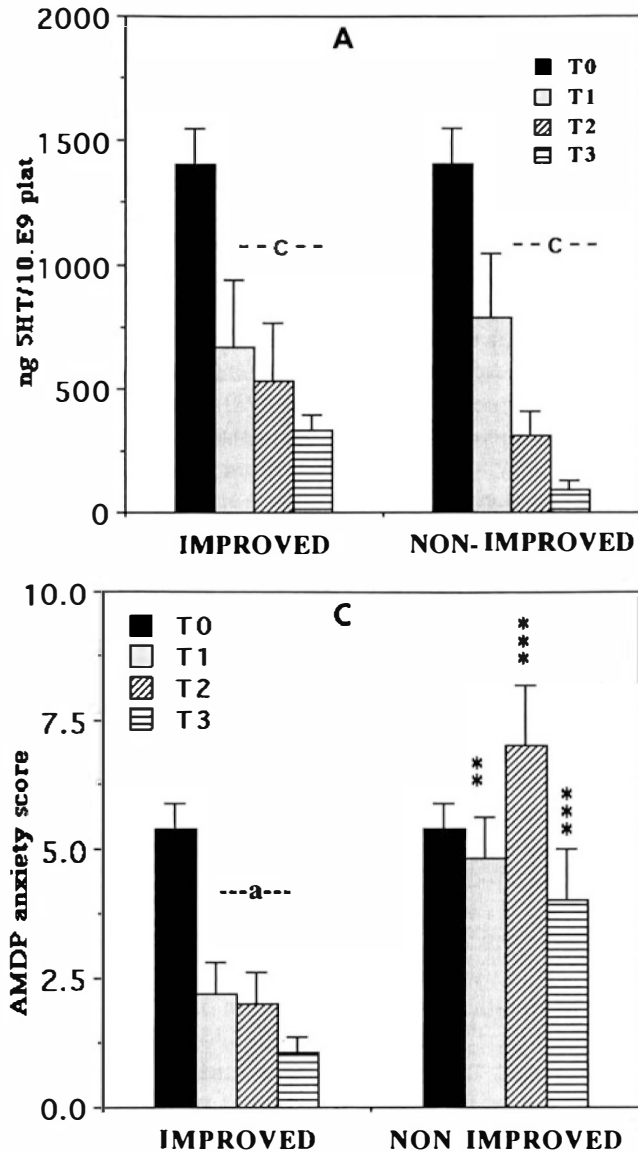 2000
A
T0
T1
T2
T3
1500
ng 5HT/10.E9 plat
--- c ---
--- c ---
1000
500
0
IMPROVED
NON-IMPROVED
10.0
C
T0
T1
T2
T3
***
7.5
**
***
AMDP anxiety score
5.0
---a---
2.5
0.0
IMPROVED
NON IMPROVED